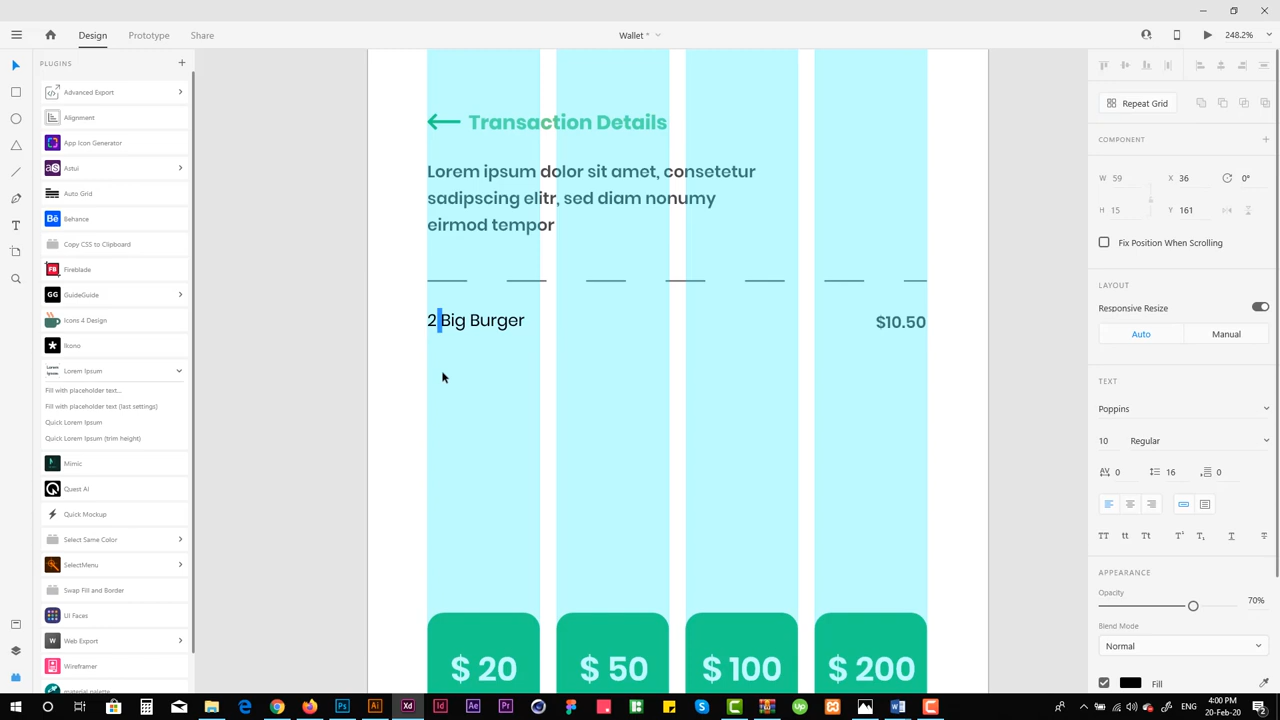 Design Prototype Share Wallet * 248.2%
PLUGINS
Advanced Export
Alignment
App Icon Generator
Astui
Auto Grid
Behance
Copy CSS to Clipboard
Fireblade
GuideGuide
Icons 4 Design
Ikono
Lorem Ipsum
Fill with placeholder text...
Fill with placeholder text (last settings)
Quick Lorem Ipsum
Quick Lorem Ipsum (trim height)
Mimic
Quest AI
Quick Mockup
Select Same Color
SelectMenu
Swap Fill and Border
UI Faces
Web Export
Wireframer
material palette
Transaction Details
Lorem ipsum dolor sit amet, consetetur
sadipscing elitr, sed diam nonumy
eirmod tempor
2 Big Burger $10.50
$ 20 $ 50 $ 100 $ 200
Repeat Grid
COMPONENT
W 59 X 36 0°
H 15 Y 161
Fix Position When Scrolling
LAYOUT
Responsive Resize
Auto Manual
TEXT
Poppins
10 Regular
0 16 0
TT tt Tt
APPEARANCE
Opacity
70%
Blend Mode
Normal
Fill
ENG
4:00 PM
20-Feb-20